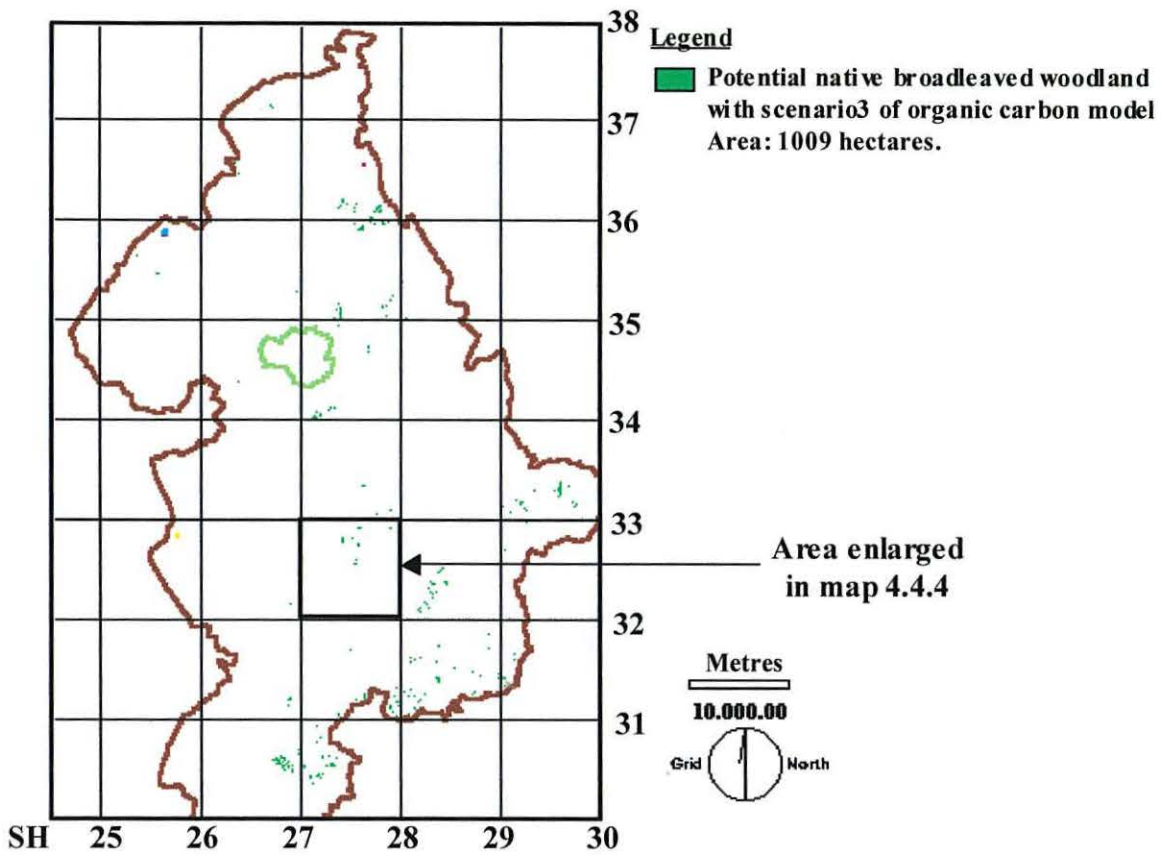 38
Legend
Potential native broadleaved woodland
with scenario3 of organic carbon model
Area: 1009 hectares.
37
36
35
34
33
Area enlarged
in map 4.4.4
32
Metres
10.000.00
31
Grid North
SH 25 26 27 28 29 30